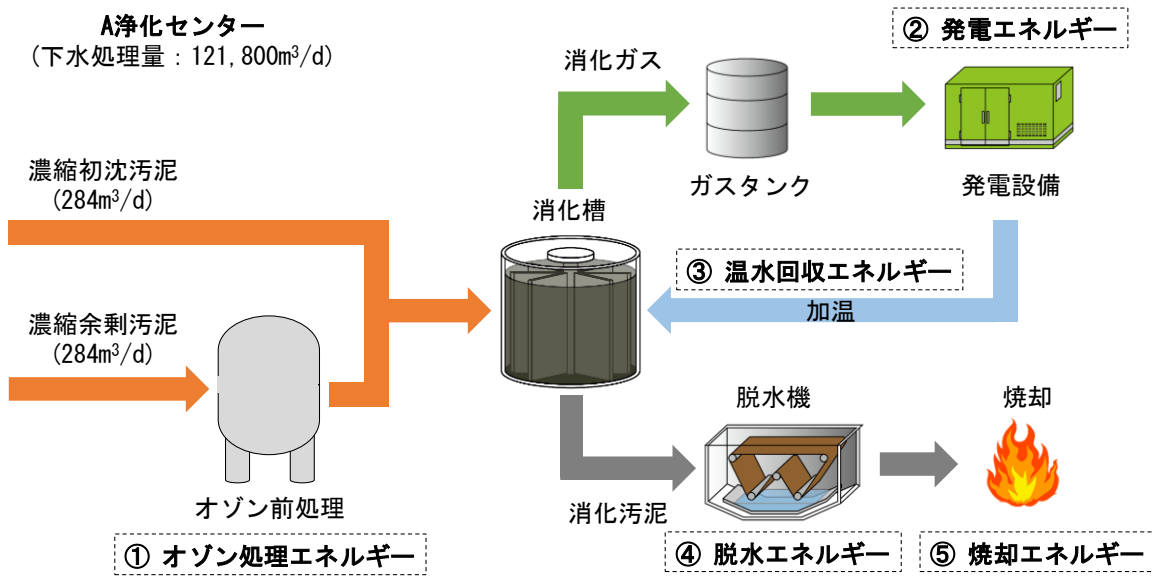 A浄化センター
(下水処理量：121,800m³/d)
② 発電エネルギー
消化ガス
ガスタンク
発電設備
濃縮初沈汚泥
(284m³/d)
消化槽
③ 温水回収エネルギー
加温
濃縮余剰汚泥
(284m³/d)
オゾン前処理
① オゾン処理エネルギー
脱水機
焼却
消化汚泥
④ 脱水エネルギー
⑤ 焼却エネルギー